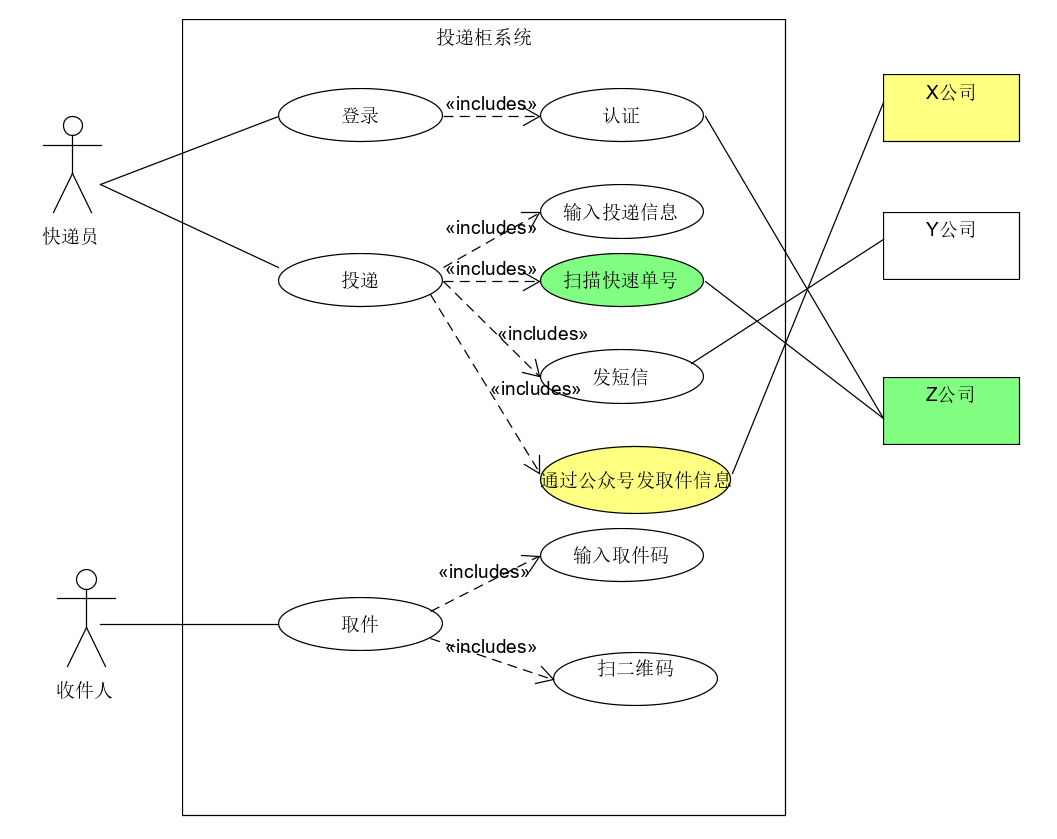 投递柜系统
X公司
«includes»
登录
认证
快递员
«includes»
输入投递信息
Y公司
«includes»
投递
扫描快速单号
«includes»
发短信
«includes»
Z公司
通过公众号发取件信息
«includes»
输入取件码
取件
«includes»
扫二维码
收件人